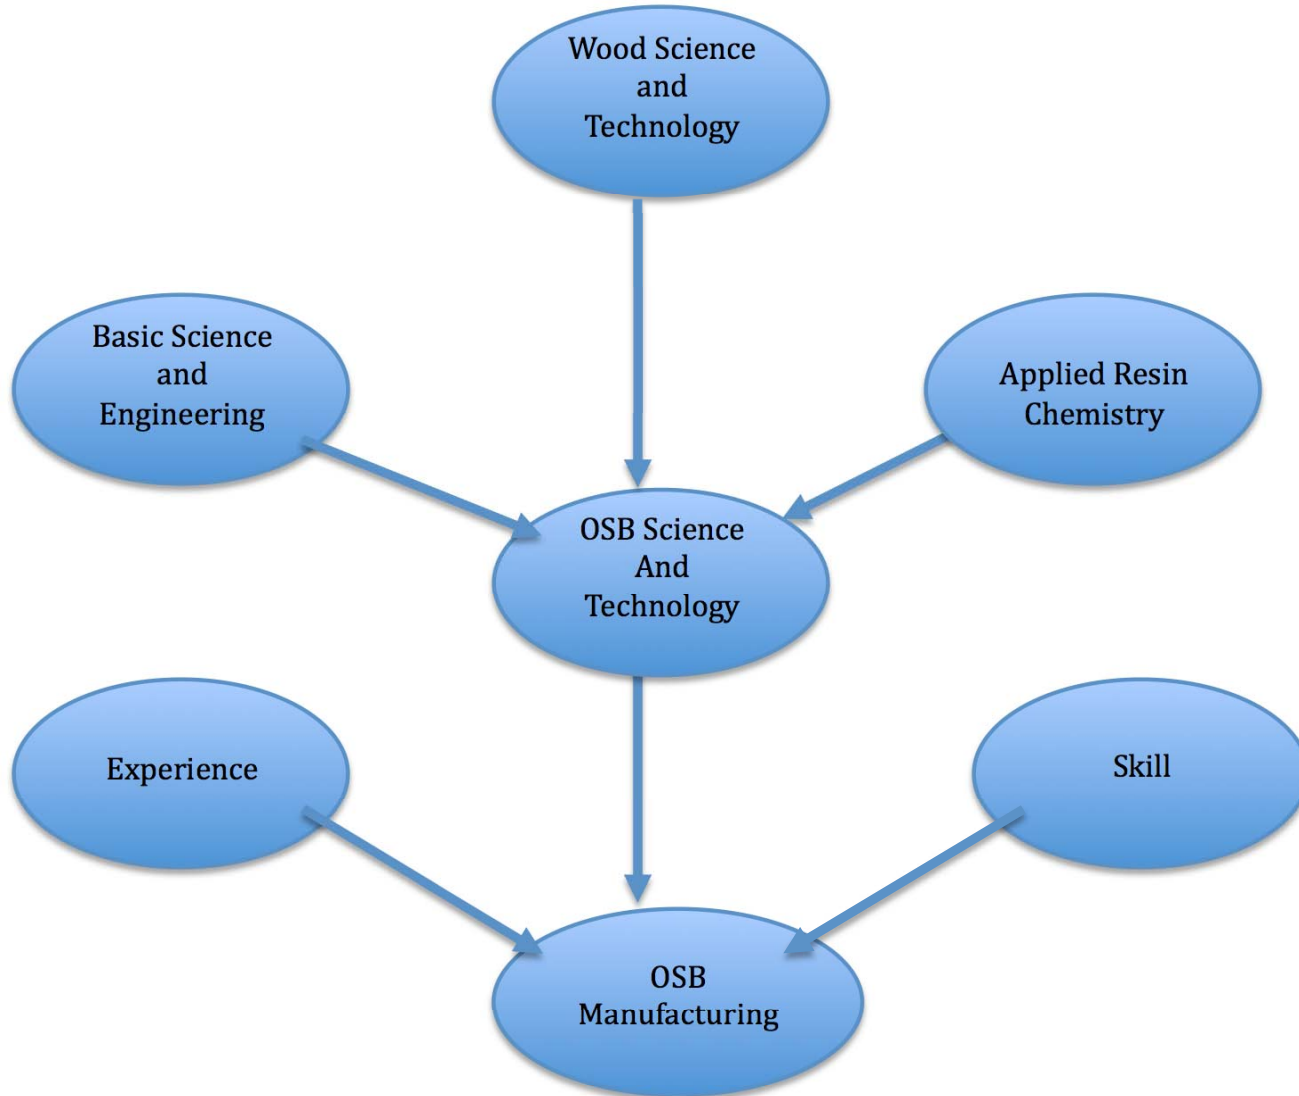 Wood Science
and
Technology
Basic Science
and
Engineering
Applied Resin
Chemistry
OSB Science
And
Technology
Experience
Skill
OSB
Manufacturing